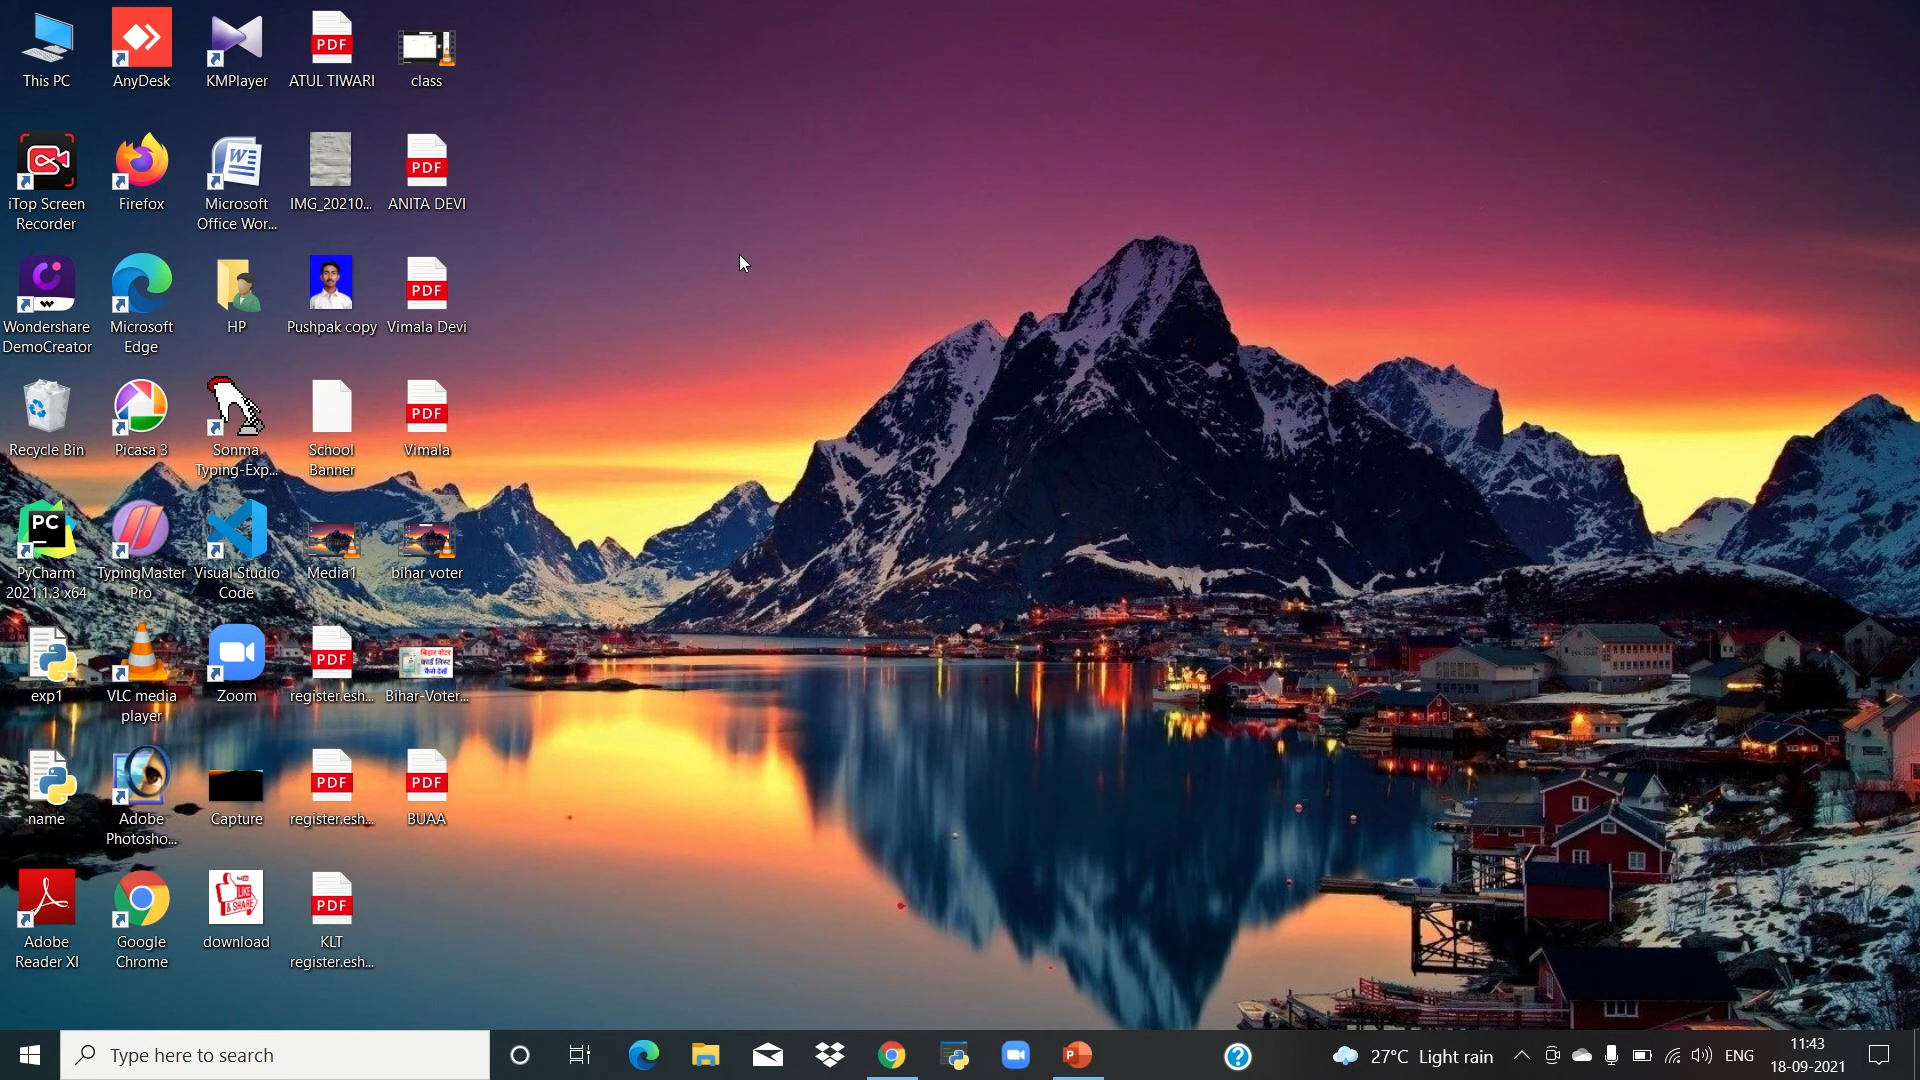 This PC
AnyDesk
KMPlayer
PDF
ATUL TIWARI
class
iTop Screen
Recorder
Firefox
W
Microsoft
Office Wor...
IMG_20210...
PDF
ANITA DEVI
Wondershare
DemoCreator
Microsoft
Edge
HP
Pushpak copy
PDF
Vimala Devi
Recycle Bin
Picasa 3
Sonma
Typing-Exp...
School
Banner
PDF
Vimala
PC
PyCharm
2021.1.3 x64
TypingMaster
Pro
Visual Studio
Code
Media1
bihar voter
exp1
VLC media
player
Zoom
PDF
register.esh...
बिहार वोटर
कार्ड लिस्ट
कैसे देखें
Bihar-Voter...
name
Adobe
Photosho...
Capture
PDF
register.esh...
PDF
BUAA
Adobe
Reader XI
Google
Chrome
LIKE
& SHARE
download
PDF
KLT
register.esh...
Type here to search
P
?
27°C Light rain
ENG
11:43
18-09-2021